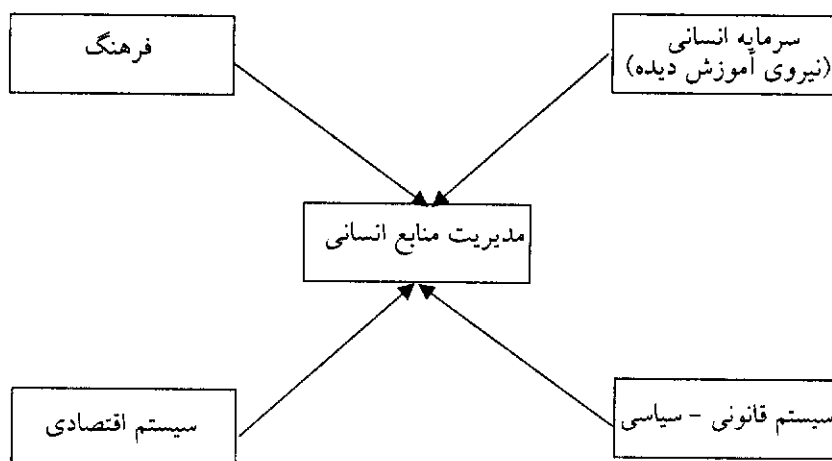 سرمایه انسانی
(نیروی آموزش دیده)
فرهنگ
مدیریت منابع انسانی
سیستم قانونی - سیاسی
سیستم اقتصادی